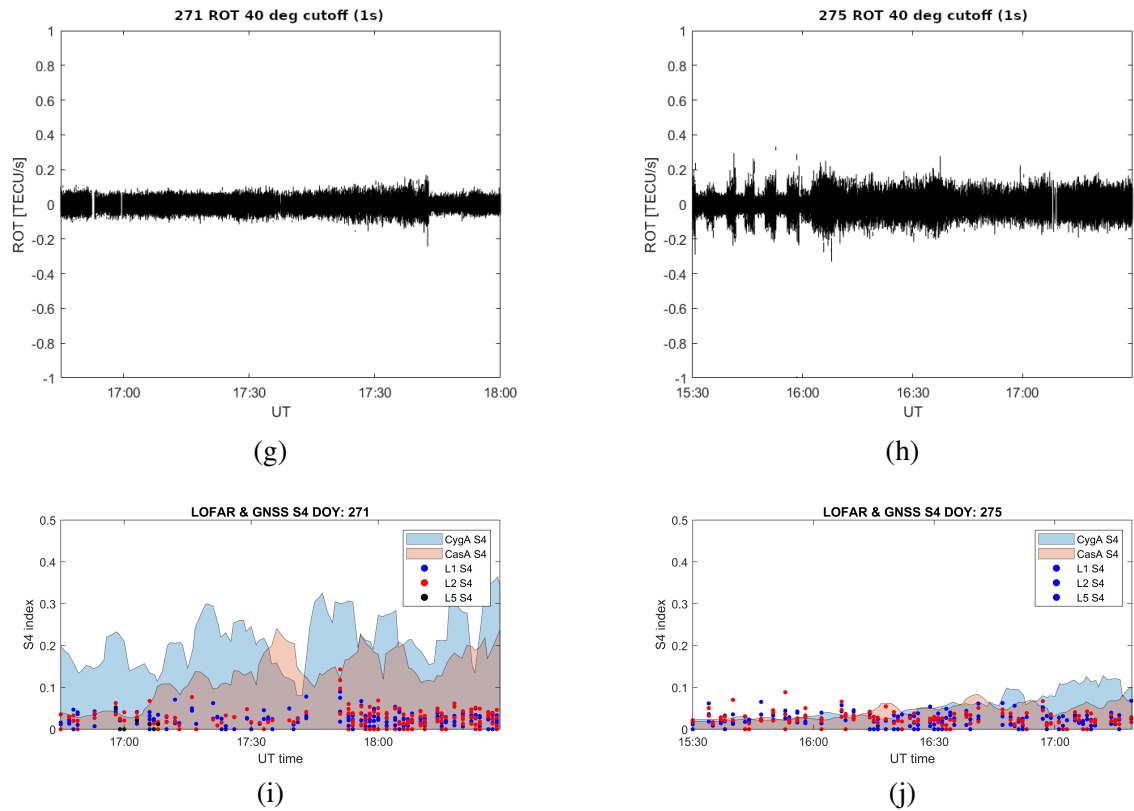 271 ROT 40 deg cutoff (1s)
1
0.8
0.6
0.4
0.2
0
-0.2
-0.4
-0.6
-0.8
-1
ROT [TECU/s]
17:00 17:30 17:30 18:00
UT
(g)
275 ROT 40 deg cutoff (1s)
1
0.8
0.6
0.4
0.2
0
-0.2
-0.4
-0.6
-0.8
-1
ROT [TECU/s]
15:30 16:00 16:30 17:00
UT
(h)
LOFAR & GNSS S4 DOY: 271
0.5
0.4
0.3
0.2
0.1
0
S4 index
CygA S4
CasA S4
L1 S4
L2 S4
L5 S4
17:00 17:30 18:00
UT time
(i)
LOFAR & GNSS S4 DOY: 275
0.5
0.4
0.3
0.2
0.1
0
S4 index
CygA S4
CasA S4
L1 S4
L2 S4
L5 S4
15:30 16:00 16:30 17:00
UT time
(j)